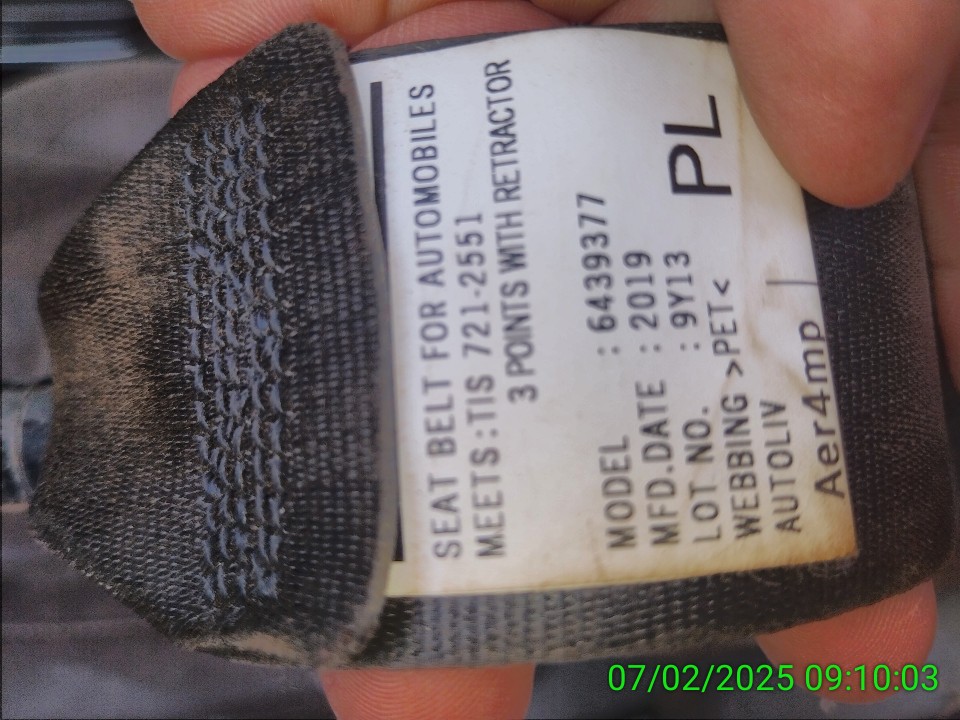 SEAT BELT FOR AUTOMOBILES
MEETS:TIS 721-2551
3 POINTS WITH RETRACTOR
MODEL : 6439377
MFD.DATE : 2019
LOT NO. : 9Y13
WEBBING >PET<
AUTOLIV
PL
Aer4mp
07/02/2025 09:10:03